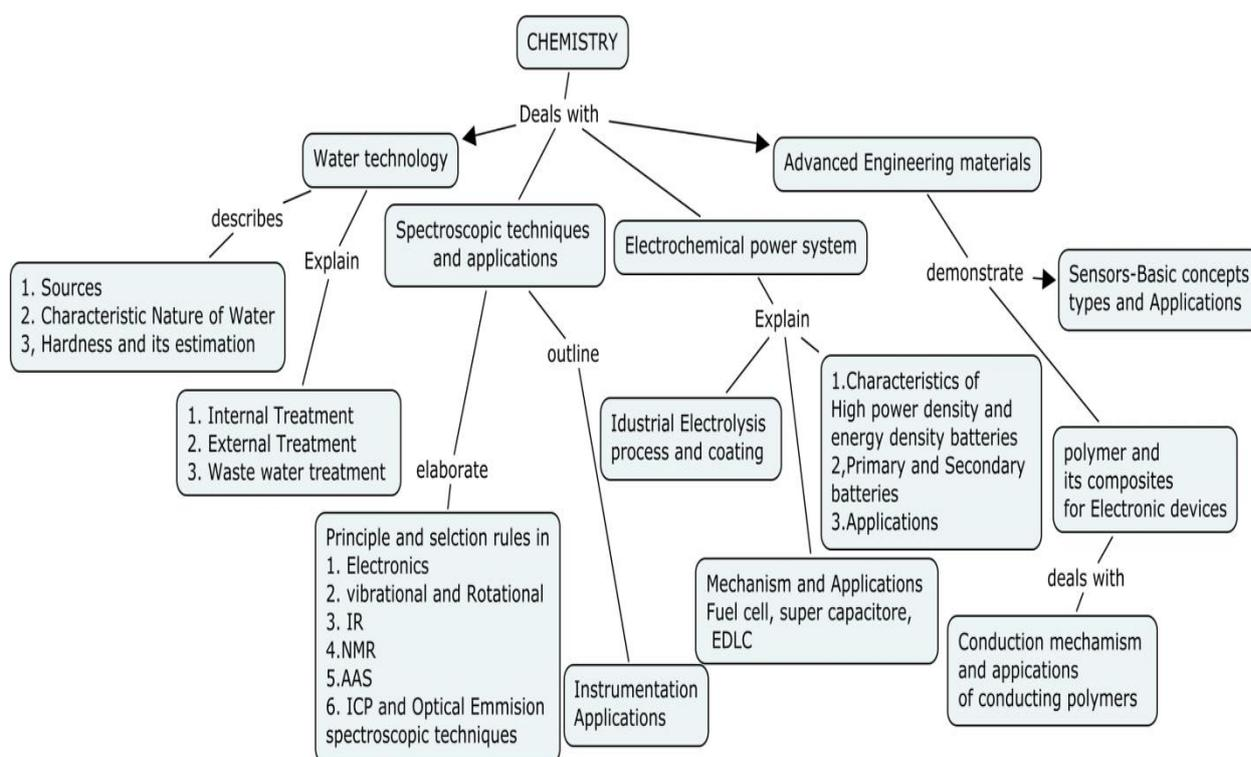 CHEMISTRY
Deals with
Water technology
Advanced Engineering materials
describes
Explain
Spectroscopic techniques
and applications
Electrochemical power system
demonstrate
Sensors-Basic concepts
types and Applications
1. Sources
2. Characteristic Nature of Water
3, Hardness and its estimation
1. Internal Treatment
2. External Treatment
3. Waste water treatment
elaborate
outline
Principle and selction rules in
1. Electronics
2. vibrational and Rotational
3. IR
4.NMR
5.AAS
6. ICP and Optical Emmision
spectroscopic techniques
Instrumentation
Applications
Explain
Idustrial Electrolysis
process and coating
1.Characteristics of
High power density and
energy density batteries
2,Primary and Secondary
batteries
3.Applications
Mechanism and Applications
Fuel cell, super capacitore,
EDLC
polymer and
its composites
for Electronic devices
deals with
Conduction mechamism
and appications
of conducting polymers